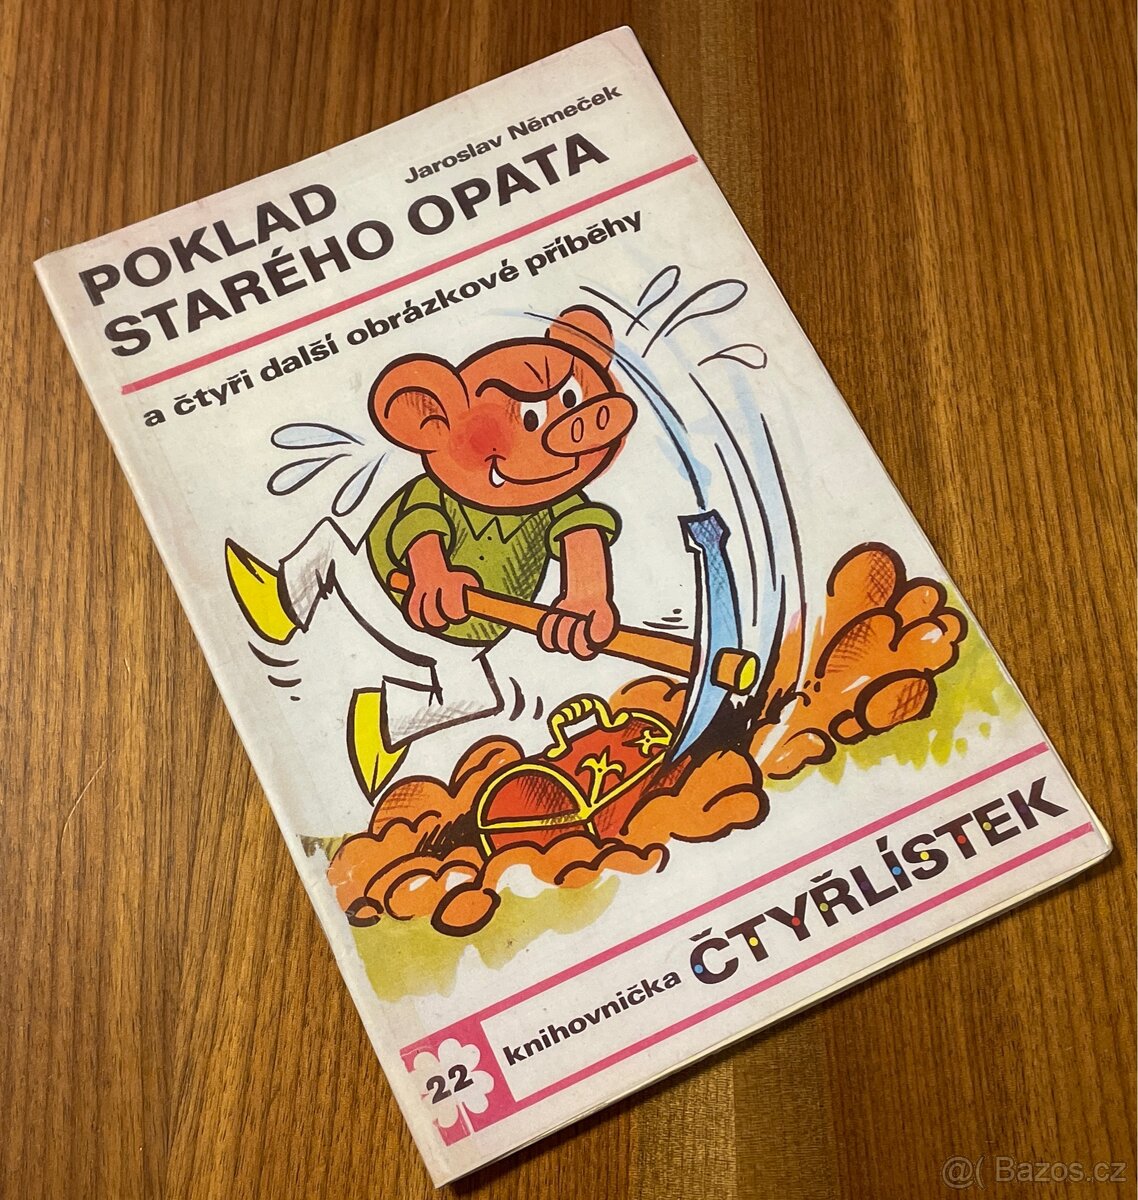 Jaroslav Němeček
POKLAD
STARÉHO OPATA
a čtyři další obrázkové příběhy
22
knihovnička ČTYŘLÍSTEK
@( Bazos.cz